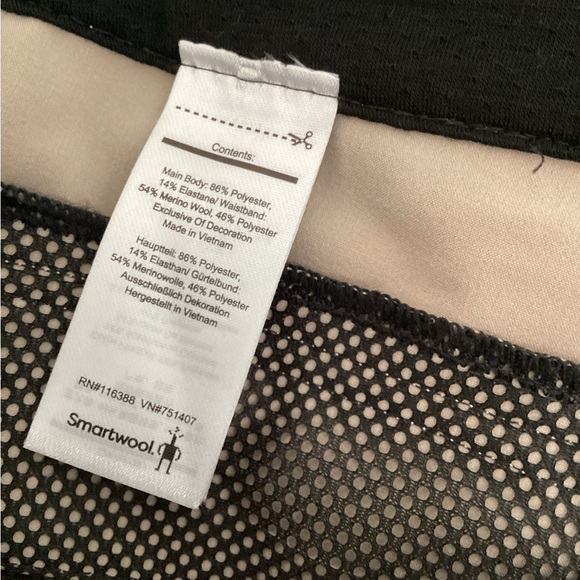 Contents:
Main Body: 86% Polyester,
14% Elastane/ Waistband:
54% Merino Wool, 46% Polyester
Exclusive Of Decoration
Made in Vietnam
Hauptteil: 86% Polyester,
14% Elasthan/ Gürtelbund:
54% Merinowolle, 46% Polyester
Ausschließlich Dekoration
Hergestellt in Vietnam
RN#116388 VN#751407
Smartwool.